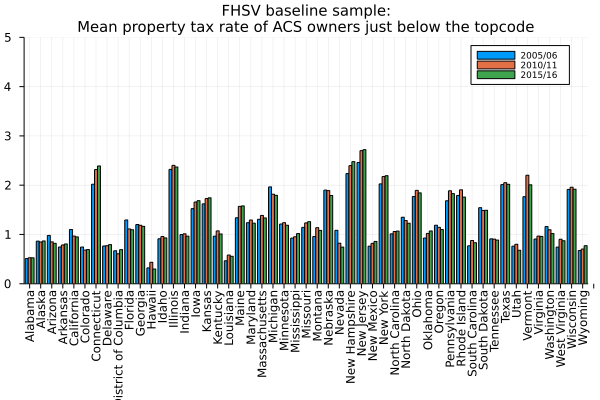 FHSV baseline sample:
Mean property tax rate of ACS owners just below the topcode
5
4
3
2
1
0
2005/06
2010/11
2015/16
Alabama
Alaska
Arizona
Arkansas
California
Colorado
Connecticut
Delaware
istrict of Columbia
Florida
Georgia
Hawaii
Idaho
Illinois
Indiana
Iowa
Kansas
Kentucky
Louisiana
Maine
Maryland
Massachusetts
Michigan
Minnesota
Mississippi
Missouri
Montana
Nebraska
Nevada
New Hampshire
New Jersey
New Mexico
New York
North Carolina
North Dakota
Ohio
Oklahoma
Oregon
Pennsylvania
Rhode Island
South Carolina
South Dakota
Tennessee
Texas
Utah
Vermont
Virginia
Washington
West Virginia
Wisconsin
Wyoming